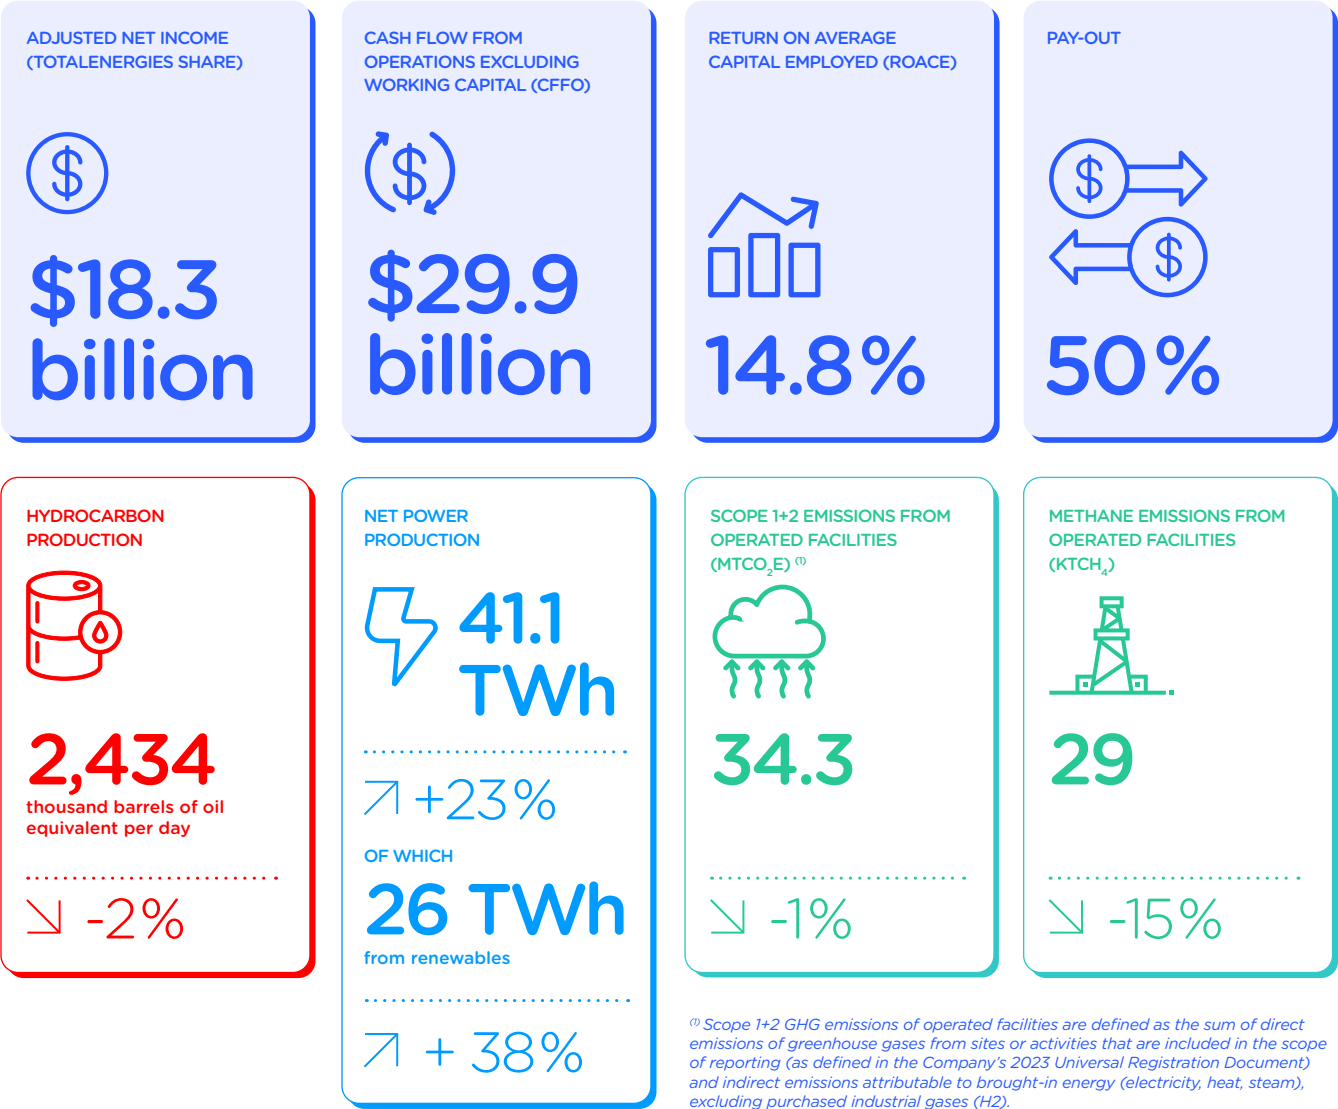 ADJUSTED NET INCOME
(TOTALENERGIES SHARE)
$18.3
billion
CASH FLOW FROM
OPERATIONS EXCLUDING
WORKING CAPITAL (CFFO)
$29.9
billion
RETURN ON AVERAGE
CAPITAL EMPLOYED (ROACE)
14.8%
PAY-OUT
50%
HYDROCARBON
PRODUCTION
2,434
thousand barrels of oil
equivalent per day
-2%
NET POWER
PRODUCTION
41.1
TWh
+23%
OF WHICH
26 TWh
from renewables
+ 38%
SCOPE 1+2 EMISSIONS FROM
OPERATED FACILITIES
(MTCO₂E) ⁽¹⁾
34.3
-1%
METHANE EMISSIONS FROM
OPERATED FACILITIES
(KTCH₄)
29
-15%
⁽¹⁾ Scope 1+2 GHG emissions of operated facilities are defined as the sum of direct
emissions of greenhouse gases from sites or activities that are included in the scope
of reporting (as defined in the Company's 2023 Universal Registration Document)
and indirect emissions attributable to brought-in energy (electricity, heat, steam),
excluding purchased industrial gases (H2).